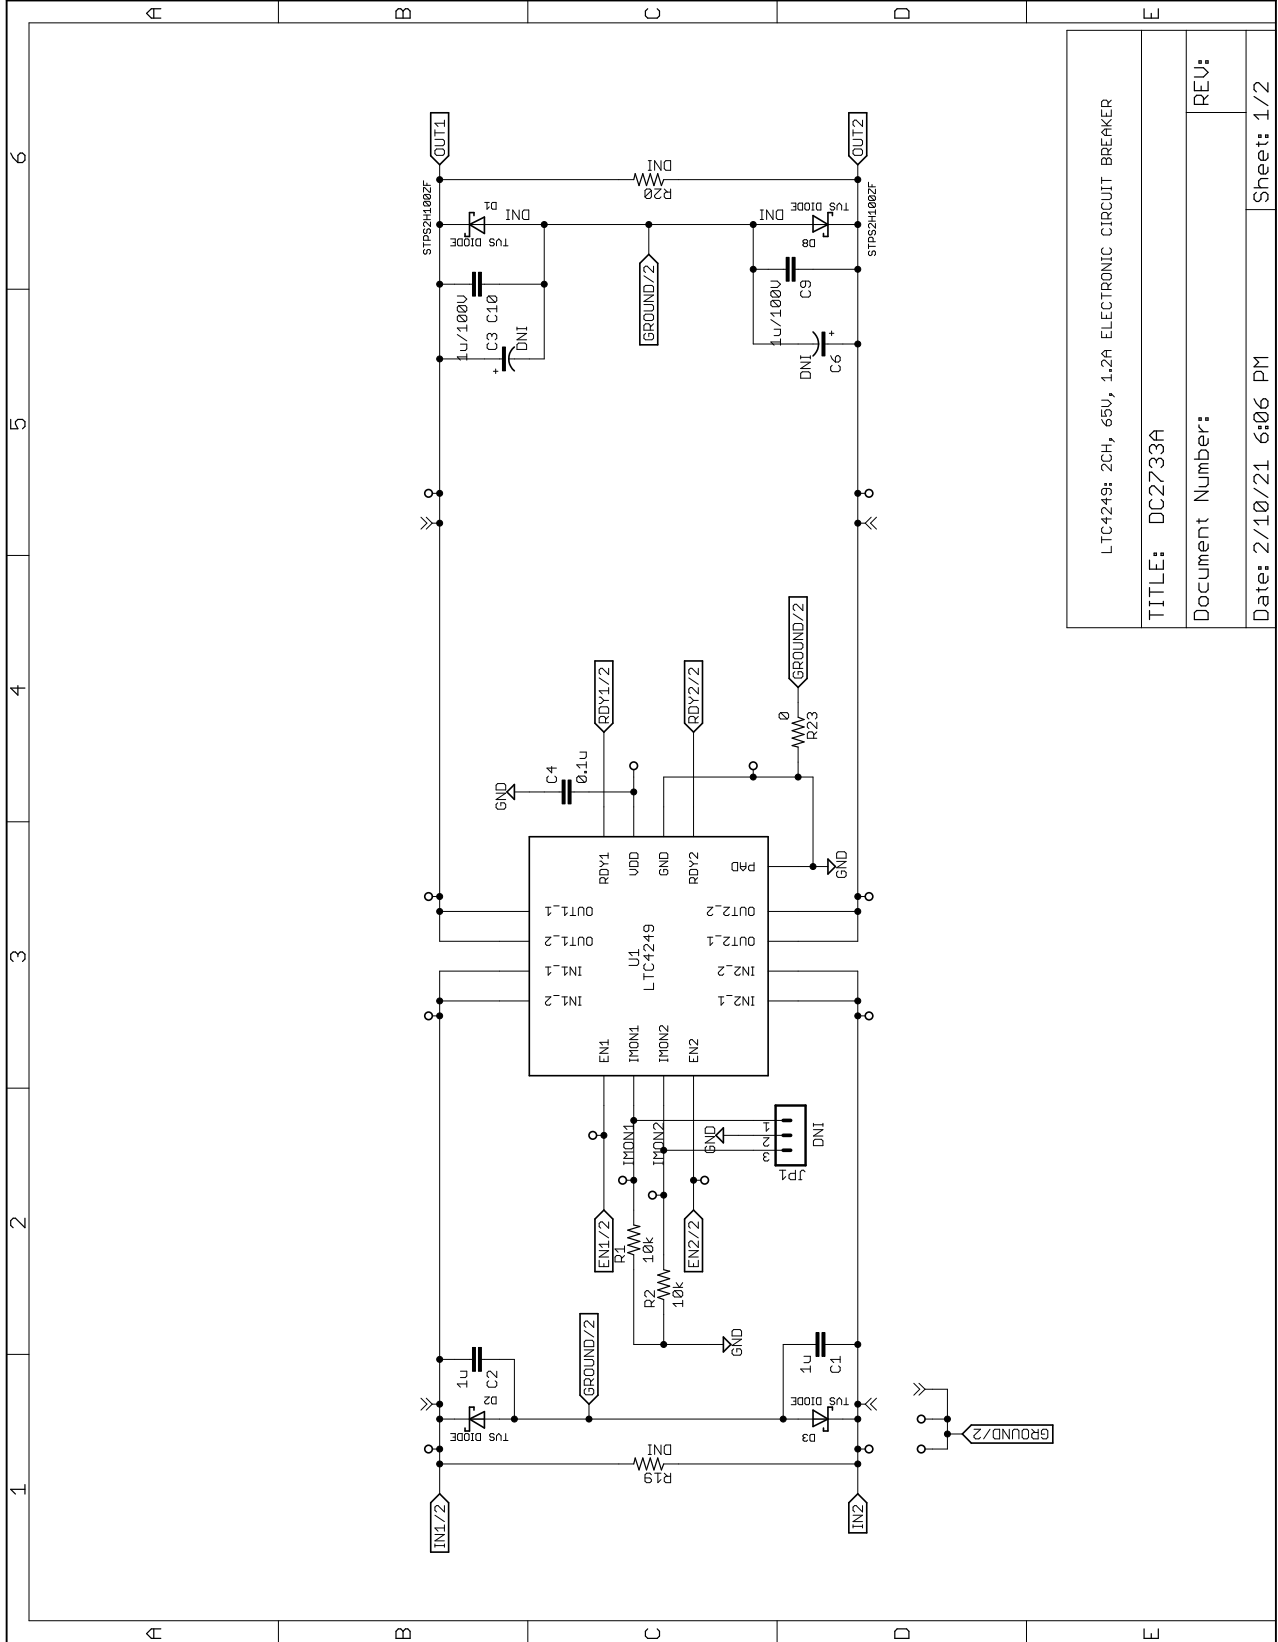 A
B
C
D
E
6
5
4
3
2
1
IN1/2
OUT1
STPS2H100ZF
D2
TVS DIODE
1u
C2
1u/100V
C3
C10
DNI
D1
TVS DIODE
DNI
GND
C4
0.1u
RDY1/2
EN1/2
R1
10k
IMON1
IMON2
R2
10k
EN2/2
GND
GROUND/2
R19
DNI
OUT1_1
OUT1_2
IN1_1
IN1_2
EN1
IMON1
IMON2
EN2
U1
LTC4249
RDY1
VDD
GND
RDY2
PAD
OUT2_2
OUT2_1
IN2_2
IN2_1
RDY2/2
GROUND/2
R20
DNI
GND
1
2
3
JP1
DNI
0
R23
GROUND/2
GND
1u
C1
D3
TVS DIODE
1u/100V
C9
DNI
C6
DNI
D8
TVS DIODE
STPS2H100ZF
IN2
OUT2
GROUND/2
LTC4249: 2CH, 65V, 1.2A ELECTRONIC CIRCUIT BREAKER
TITLE: DC2733A
Document Number:
REV:
Date: 2/10/21 6:06 PM
Sheet: 1/2
A
B
C
D
E